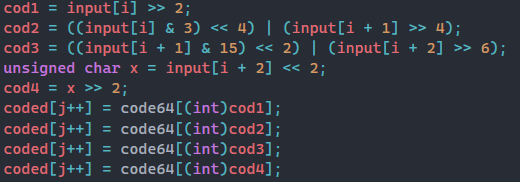 cod1 = input[i] >> 2;
cod2 = ((input[i] & 3) << 4) | (input[i + 1] >> 4);
cod3 = ((input[i + 1] & 15) << 2) | (input[i + 2] >> 6);
unsigned char x = input[i + 2] << 2;
cod4 = x >> 2;
coded[j++] = code64[(int)cod1];
coded[j++] = code64[(int)cod2];
coded[j++] = code64[(int)cod3];
coded[j++] = code64[(int)cod4];